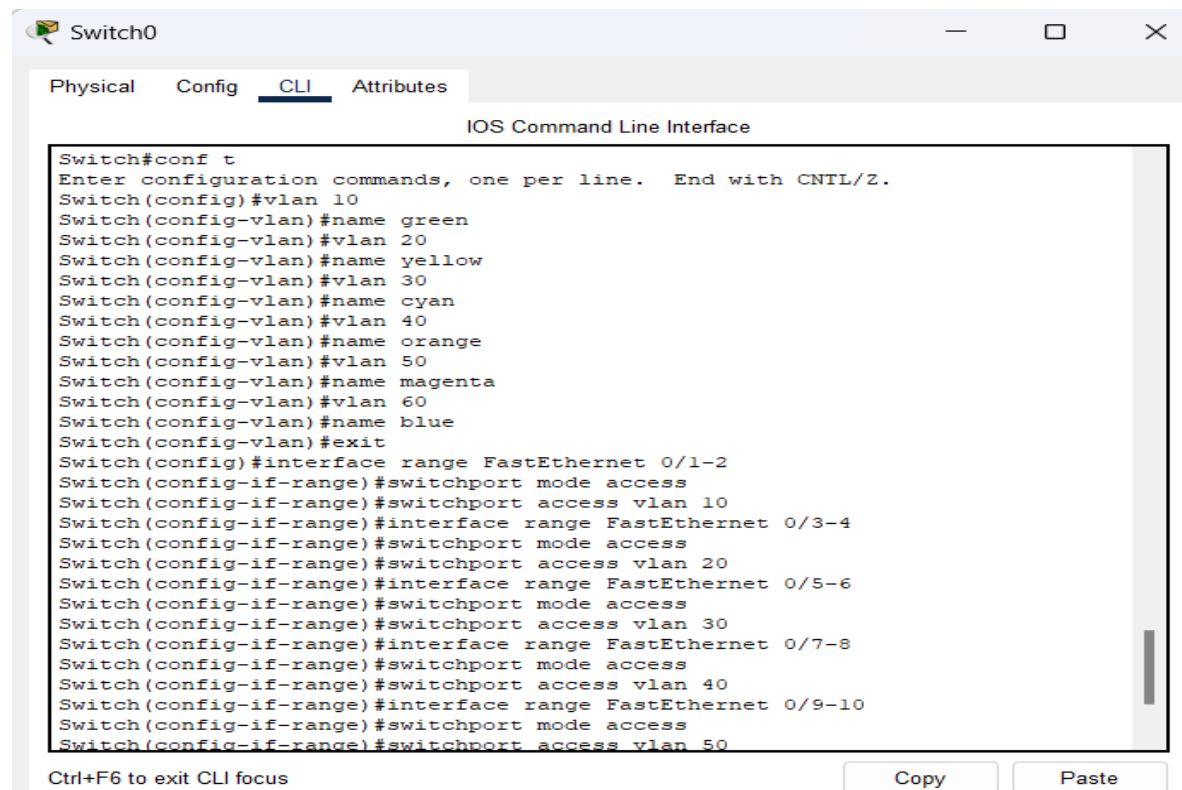 Switch0
Physical Config CLI Attributes
IOS Command Line Interface
Switch#conf t
Enter configuration commands, one per line.  End with CNTL/Z.
Switch(config)#vlan 10
Switch(config-vlan)#name green
Switch(config-vlan)#vlan 20
Switch(config-vlan)#name yellow
Switch(config-vlan)#vlan 30
Switch(config-vlan)#name cyan
Switch(config-vlan)#vlan 40
Switch(config-vlan)#name orange
Switch(config-vlan)#vlan 50
Switch(config-vlan)#name magenta
Switch(config-vlan)#vlan 60
Switch(config-vlan)#name blue
Switch(config-vlan)#exit
Switch(config)#interface range FastEthernet 0/1-2
Switch(config-if-range)#switchport mode access
Switch(config-if-range)#switchport access vlan 10
Switch(config-if-range)#interface range FastEthernet 0/3-4
Switch(config-if-range)#switchport mode access
Switch(config-if-range)#switchport access vlan 20
Switch(config-if-range)#interface range FastEthernet 0/5-6
Switch(config-if-range)#switchport mode access
Switch(config-if-range)#switchport access vlan 30
Switch(config-if-range)#interface range FastEthernet 0/7-8
Switch(config-if-range)#switchport mode access
Switch(config-if-range)#switchport access vlan 40
Switch(config-if-range)#interface range FastEthernet 0/9-10
Switch(config-if-range)#switchport mode access
Switch(config-if-range)#switchport access vlan 50
Ctrl+F6 to exit CLI focus
Copy Paste